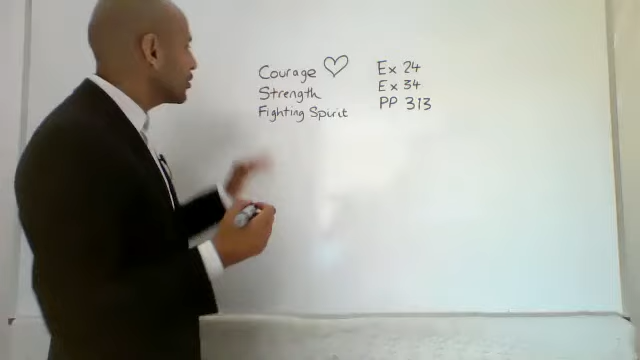 Courage ♡ Ex 24
Strength Ex 34
Fighting Spirit PP 313